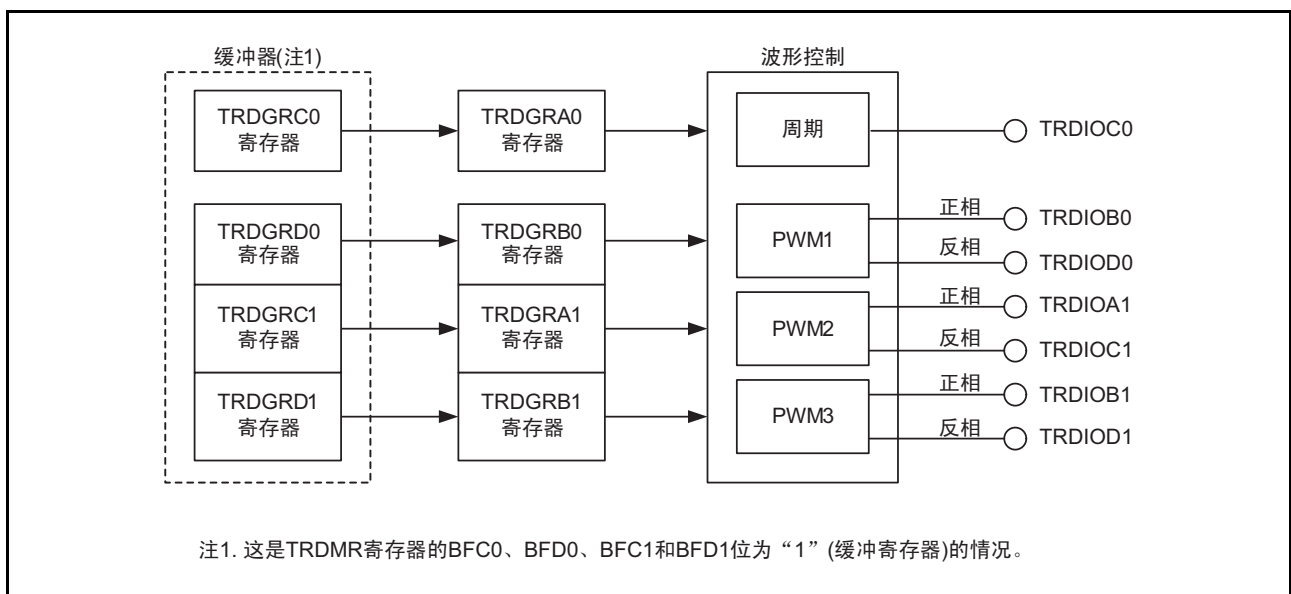 缓冲器(注1)
波形控制
TRDGRC0
寄存器
TRDGRA0
寄存器
周期
TRDIOC0
TRDGRD0
寄存器
TRDGRB0
寄存器
PWM1
正相
TRDIOB0
反相
TRDIOD0
TRDGRC1
寄存器
TRDGRA1
寄存器
PWM2
正相
TRDIOA1
反相
TRDIOC1
TRDGRD1
寄存器
TRDGRB1
寄存器
PWM3
正相
TRDIOB1
反相
TRDIOD1
注1. 这是TRDMR寄存器的BFC0、BFD0、BFC1和BFD1位为“1”(缓冲寄存器)的情况。